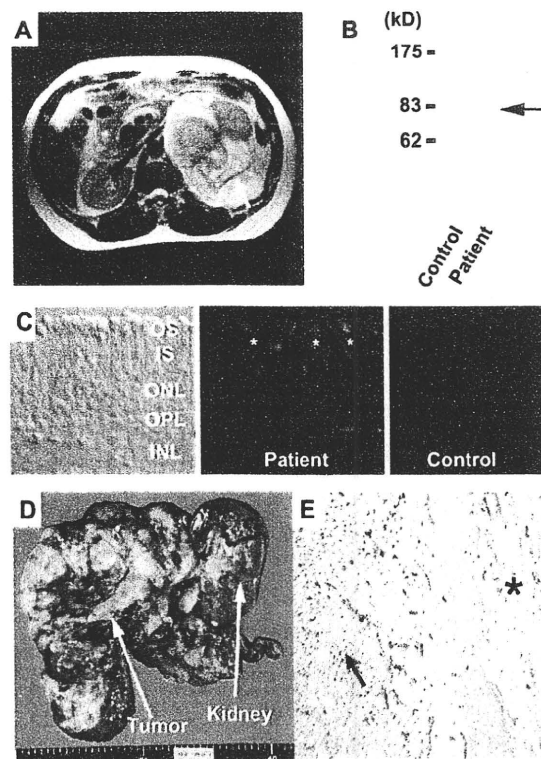 A
B
(kD)
175
83
62
Control
Patient
C
OS
IS
ONL
OPL
INL
*
*
*
Patient
Control
D
Tumor
Kidney
E
*